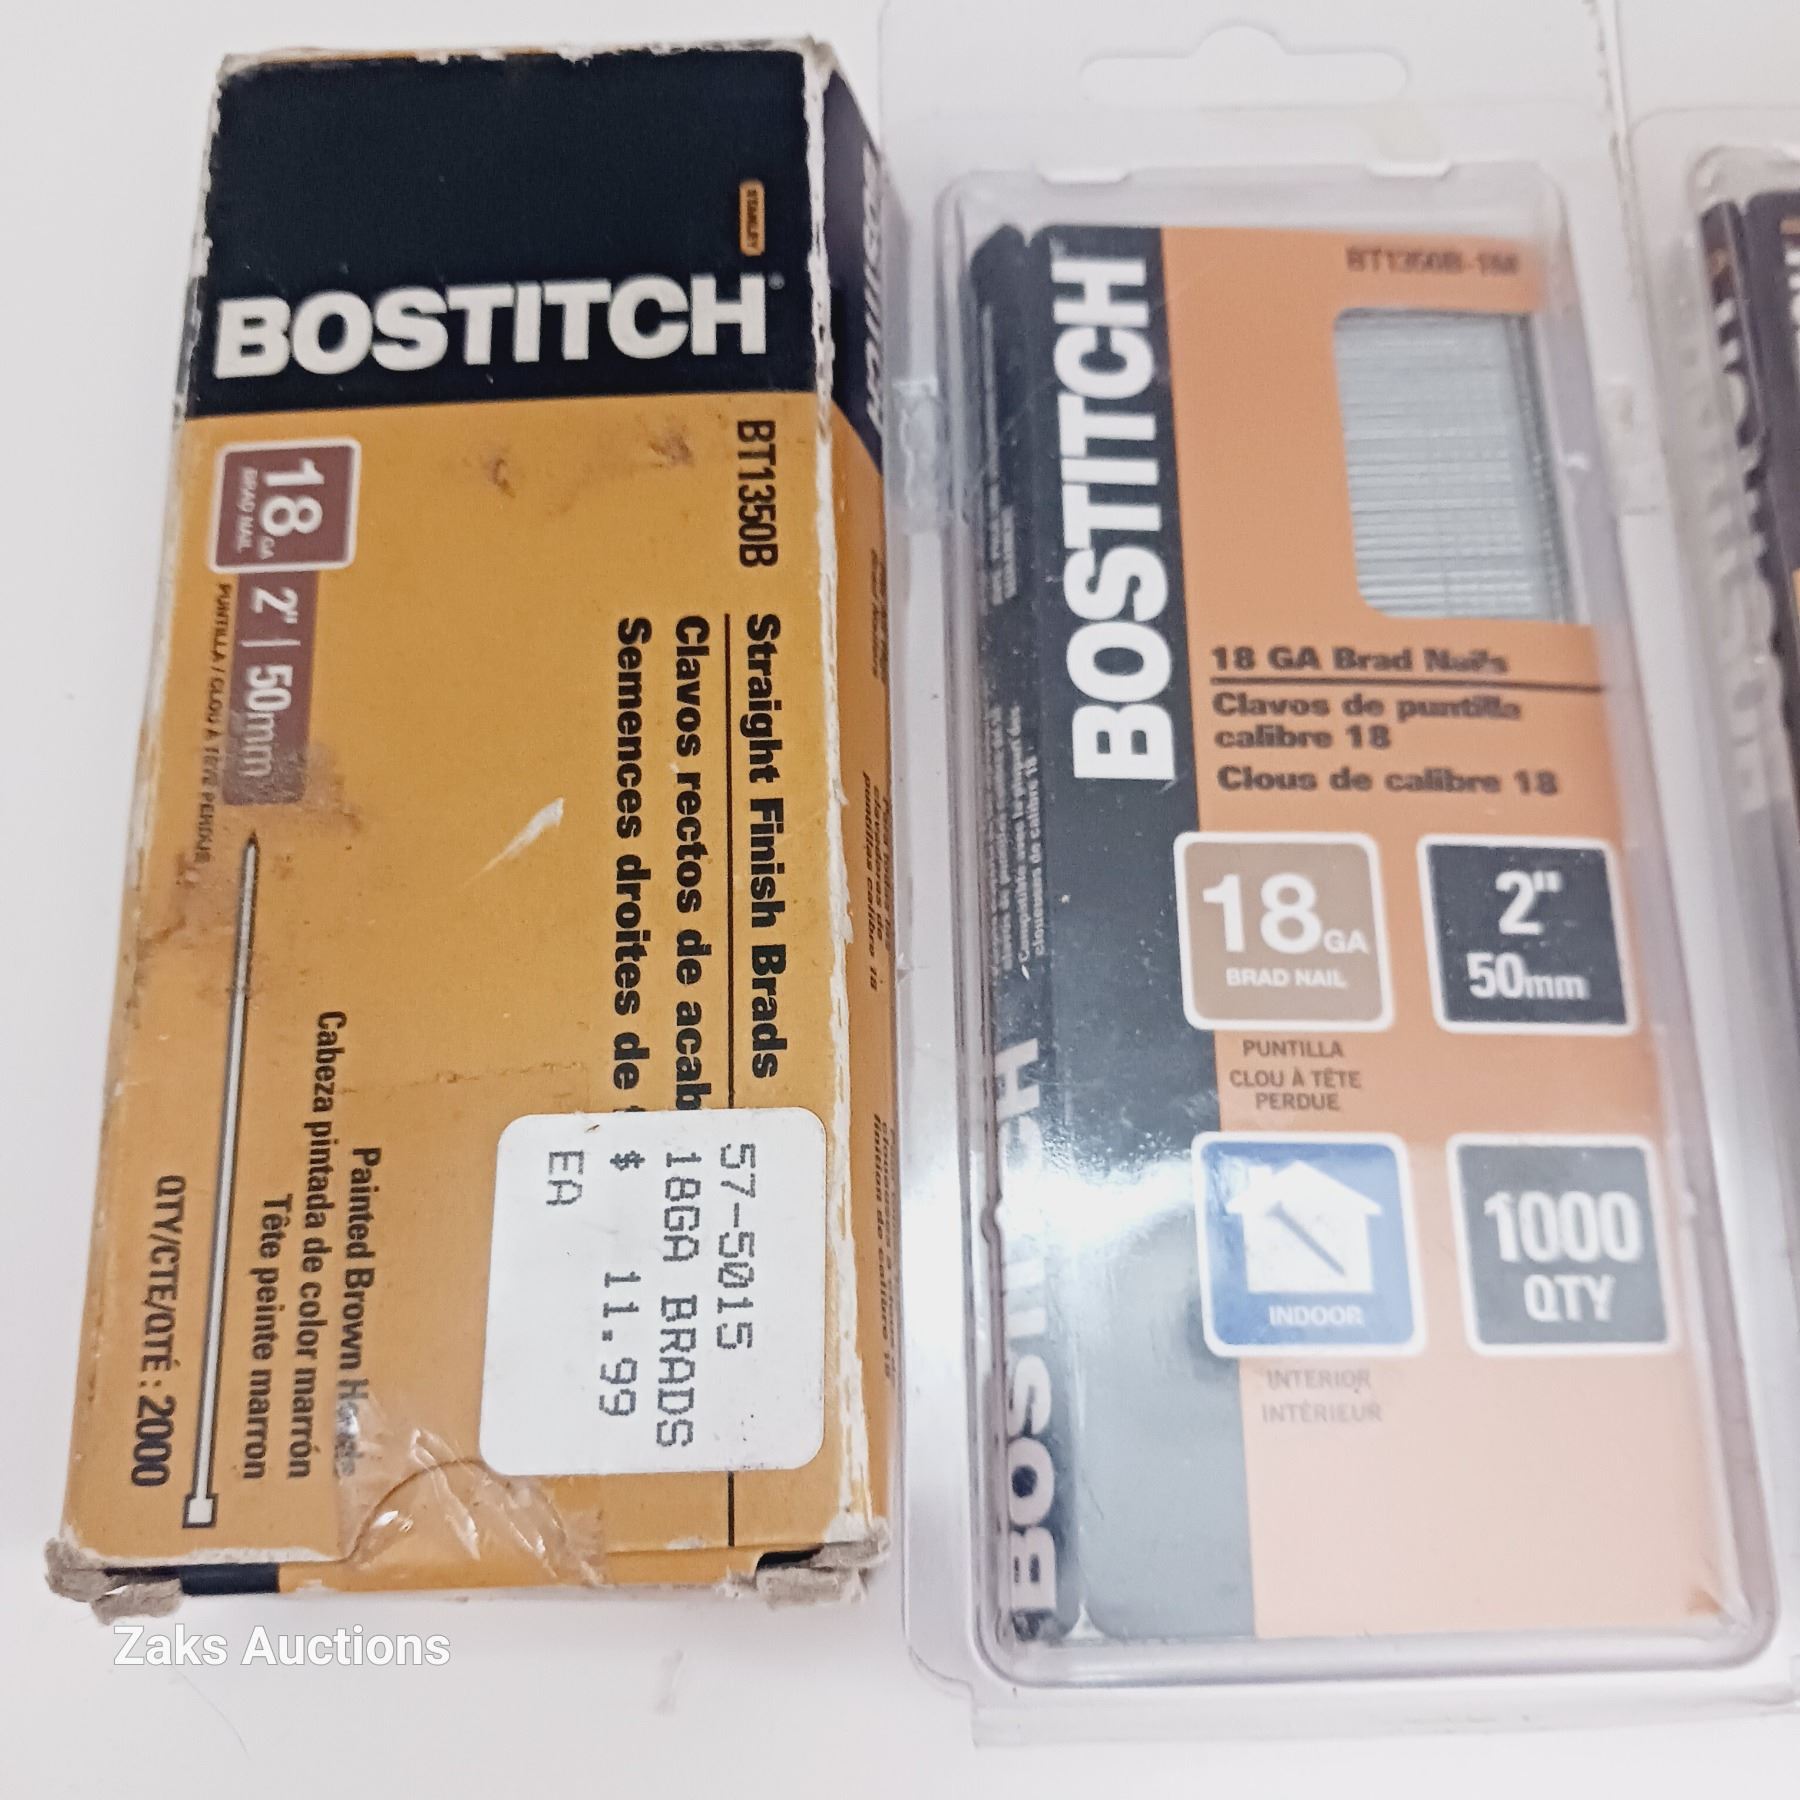 STANLEY
BOSTITCH
BT1350B
Straight Finish Brads
Clavos rectos de acab
Semences droites de
18 GA
BRAD NAIL
2" | 50mm
PUNTILLA / CLOU À TÊTE PERDUE
Painted Brown Heads
Cabeza pintada de color marrón
Tête peinte marron
QTY/CTE/QTÉ : 2000
57-5015
18GA BRADS
$ 11.99
EA
BOSTITCH
BT1350B-1M
BOSTITCH
18 GA Brad Nails
Clavos de puntilla
calibre 18
Clous de calibre 18
18 GA
BRAD NAIL
2"
50mm
PUNTILLA
CLOU À TÊTE
PERDUE
INDOOR
1000
QTY
INTERIOR
INTÉRIEUR
BOSTITCH
Zaks Auctions